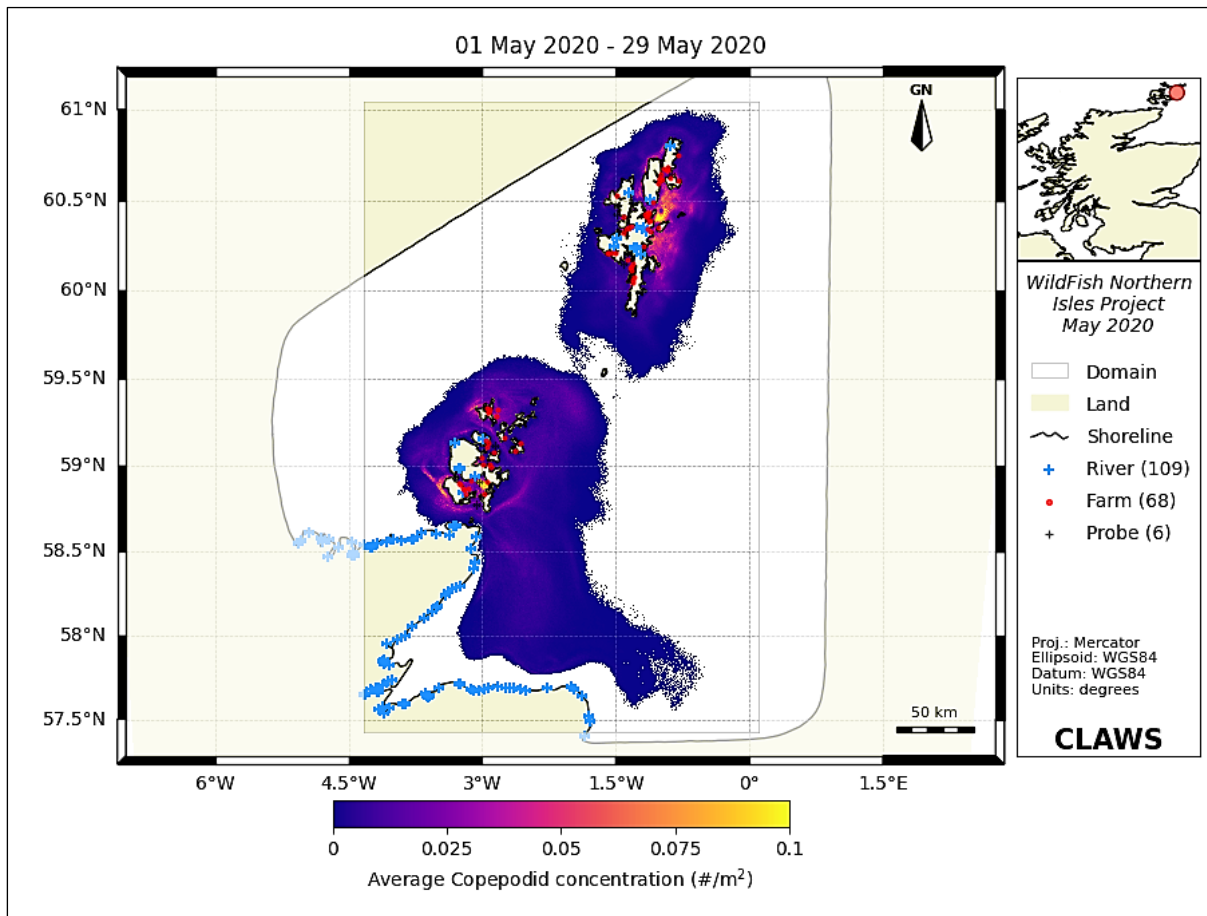 01 May 2020 - 29 May 2020
GN
61°N
60.5°N
60°N
59.5°N
59°N
58.5°N
58°N
57.5°N
50 km
6°W 4.5°W 3°W 1.5°W 0° 1.5°E
0 0.025 0.05 0.075 0.1
Average Copepodid concentration (#/m²)
WildFish Northern
Isles Project
May 2020
Domain
Land
Shoreline
River (109)
Farm (68)
Probe (6)
Proj.: Mercator
Ellipsoid: WGS84
Datum: WGS84
Units: degrees
CLAWS